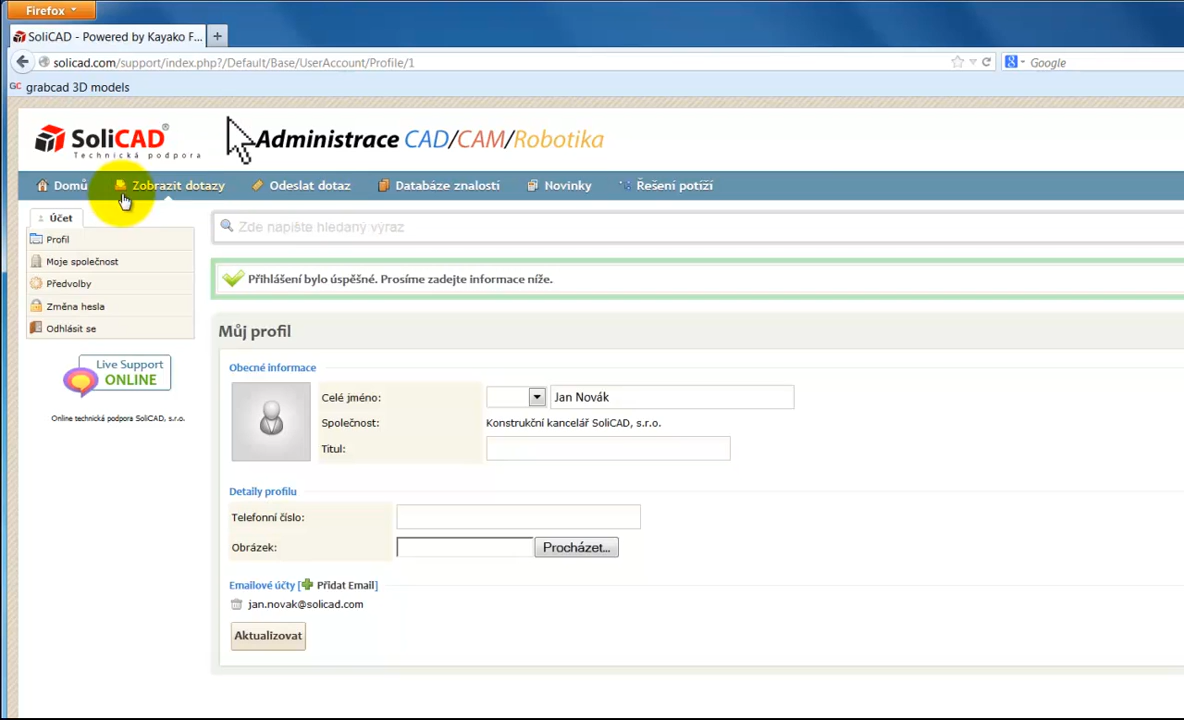 Firefox
SoliCAD - Powered by Kayako F...
solicad.com/support/index.php?/Default/Base/UserAccount/Profile/1
Google
GC grabcad 3D models
SoliCAD®
Technická podpora
Administrace CAD/CAM/Robotika
Domů Zobrazit dotazy Odeslat dotaz Databáze znalostí Novinky Řešení potíží
Účet
Zde napište hledaný výraz
Profil
Moje společnost
Předvolby
Změna hesla
Odhlásit se
Live Support
ONLINE
Online technická podpora SoliCAD, s.r.o.
Přihlášení bylo úspěšné. Prosíme zadejte informace níže.
Můj profil
Obecné informace
Celé jméno: Jan Novák
Společnost: Konstrukční kancelář SoliCAD, s.r.o.
Titul:
Detaily profilu
Telefonní číslo:
Obrázek: Procházet...
Emailové účty [ Přidat Email]
jan.novak@solicad.com
Aktualizovat